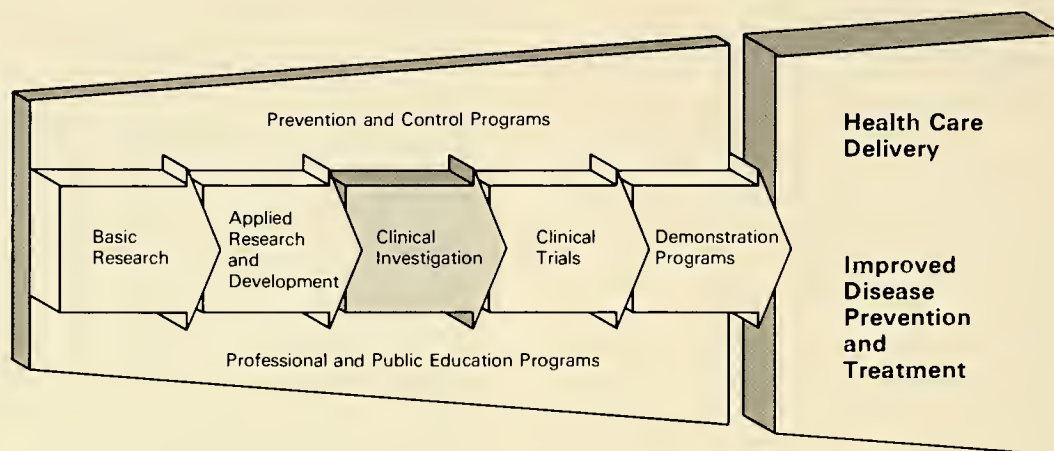 Prevention and Control Programs
Basic
Research
Applied
Research
and
Development
Clinical
Investigation
Clinical
Trials
Demonstration
Programs
Professional and Public Education Programs
Health Care
Delivery
Improved
Disease
Prevention
and
Treatment